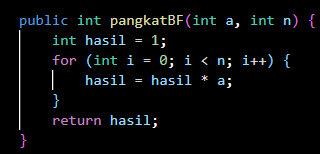 public int pangkatBF(int a, int n) {
    int hasil = 1;
    for (int i = 0; i < n; i++) {
        hasil = hasil * a;
    }
    return hasil;
}